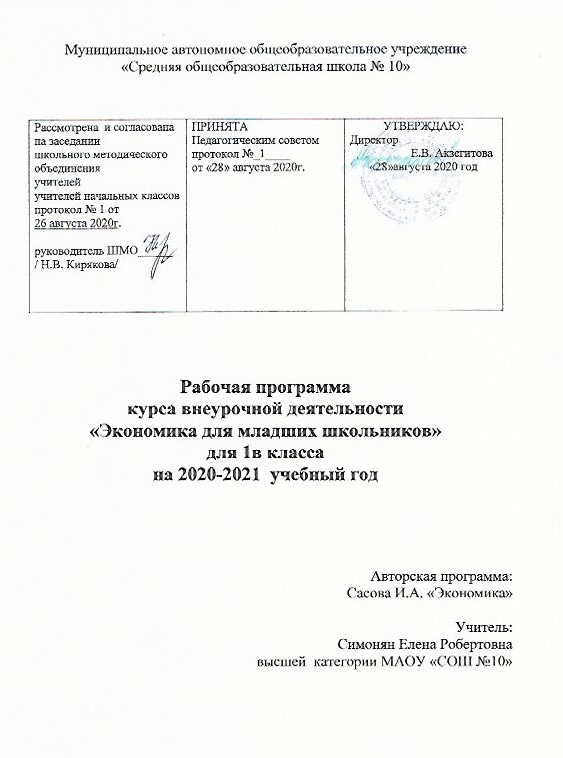 Муниципальное автономное общеобразовательное учреждение
«Средняя общеобразовательная школа № 10»
Рассмотрена и согласована
на заседании
школьного методического
объединения
учителей
учителей начальных классов
протокол № 1 от
26 августа 2020г.
руководитель ШМО
/ Н.В. Кирякова/
ПРИНЯТА
Педагогическим советом
протокол №_1____
от «28» августа 2020г.
УТВЕРЖДАЮ:
Директор
Е.В. Акзегитова
«28»августа 2020 год
Рабочая программа
курса внеурочной деятельности
«Экономика для младших школьников»
для 1в класса
на 2020-2021 учебный год
Авторская программа:
Сасова И.А. «Экономика»
Учитель:
Симонян Елена Робертовна
высшей категории МАОУ «СОШ №10»